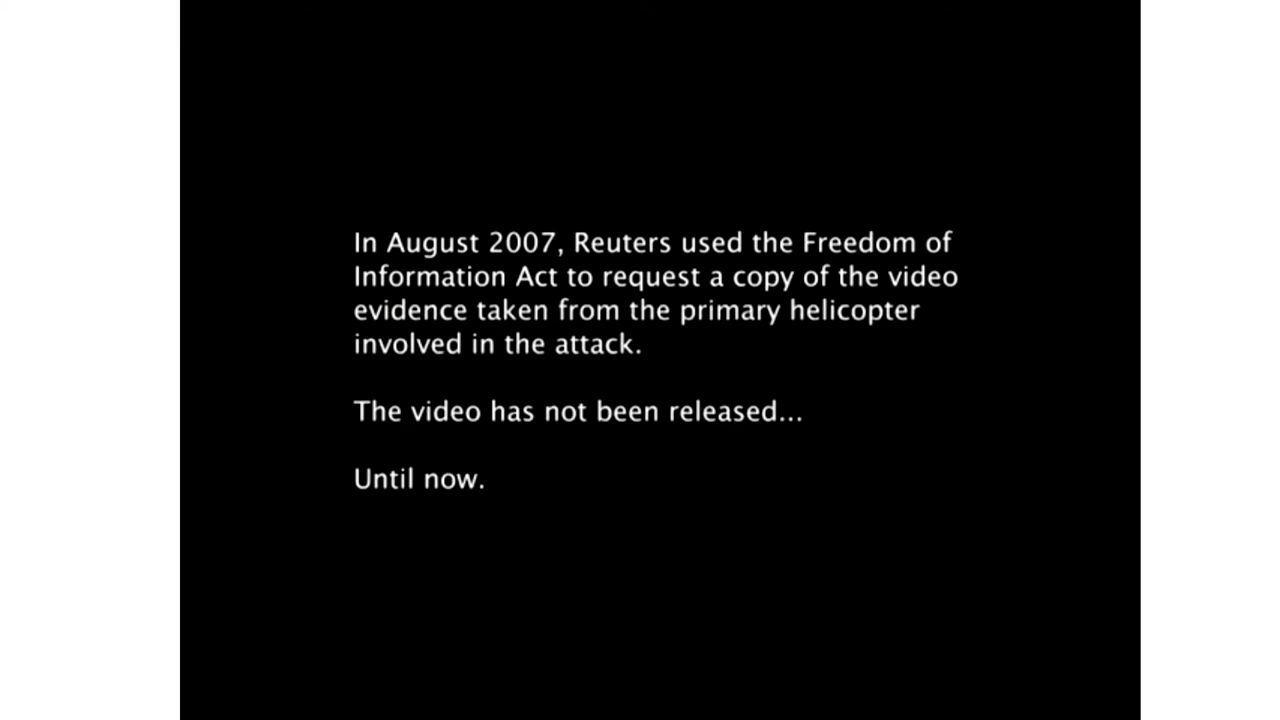 In August 2007, Reuters used the Freedom of
Information Act to request a copy of the video
evidence taken from the primary helicopter
involved in the attack.
The video has not been released...
Until now.